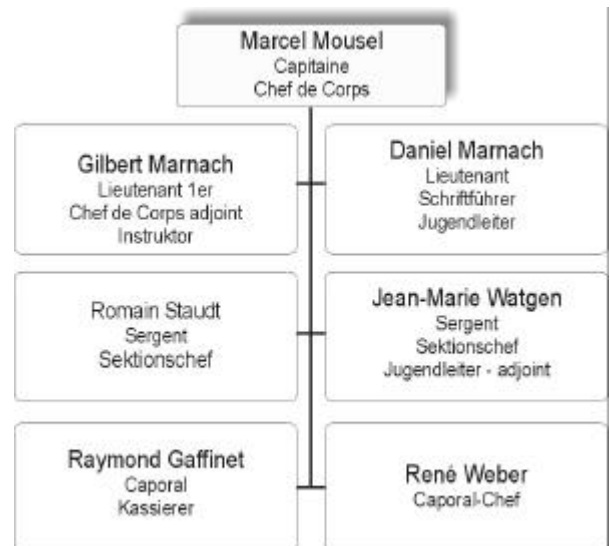 Marcel Mousel
Capitaine
Chef de Corps
Gilbert Marnach
Lieutenant 1er
Chef de Corps adjoint
Instruktor
Daniel Marnach
Lieutenant
Schriftführer
Jugendleiter
Romain Staudt
Sergent
Sektionschef
Jean-Marie Watgen
Sergent
Sektionschef
Jugendleiter - adjoint
Raymond Gaffinet
Caporal
Kassierer
René Weber
Caporal-Chef